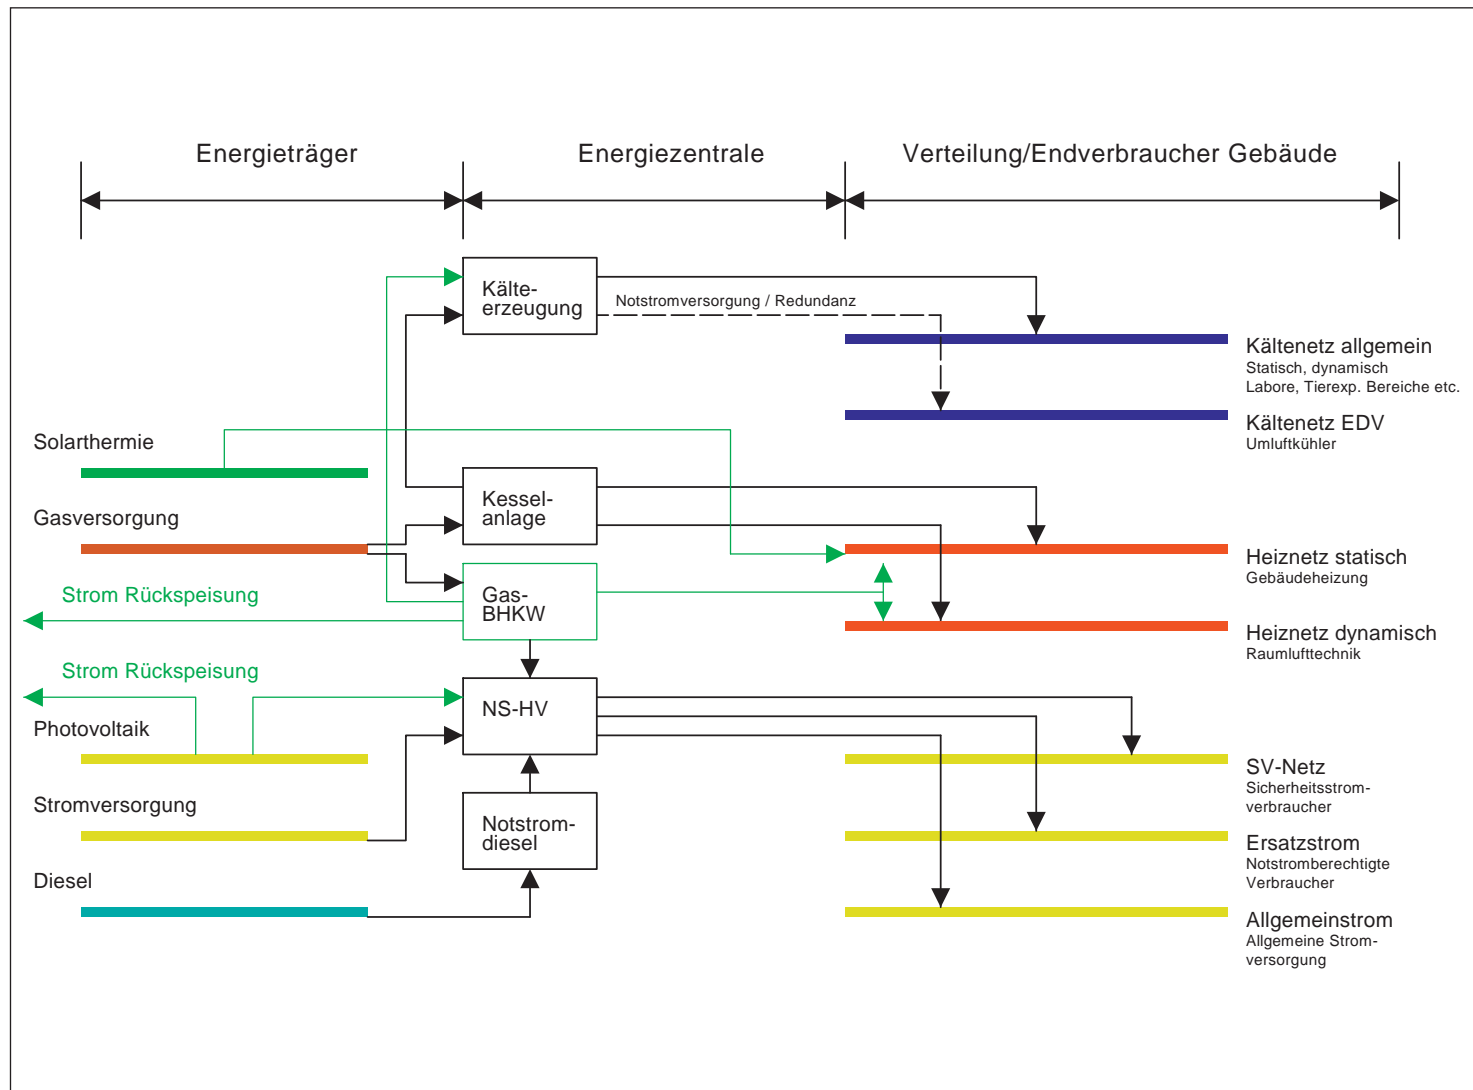 Energieträger
Energiezentrale
Verteilung/Endverbraucher Gebäude
Kälte-
erzeugung
Notstromversorgung / Redundanz
Kältenetz allgemein
Statisch, dynamisch
Labore, Tierexp. Bereiche etc.
Kältenetz EDV
Umluftkühler
Solarthermie
Kessel-
anlage
Gasversorgung
Heiznetz statisch
Gebäudeheizung
Strom Rückspeisung
Gas-
BHKW
Heiznetz dynamisch
Raumlufttechnik
Strom Rückspeisung
NS-HV
Photovoltaik
SV-Netz
Sicherheitsstrom-
verbraucher
Stromversorgung
Notstrom-
diesel
Ersatzstrom
Notstromberechtigte
Verbraucher
Diesel
Allgemeinstrom
Allgemeine Strom-
versorgung